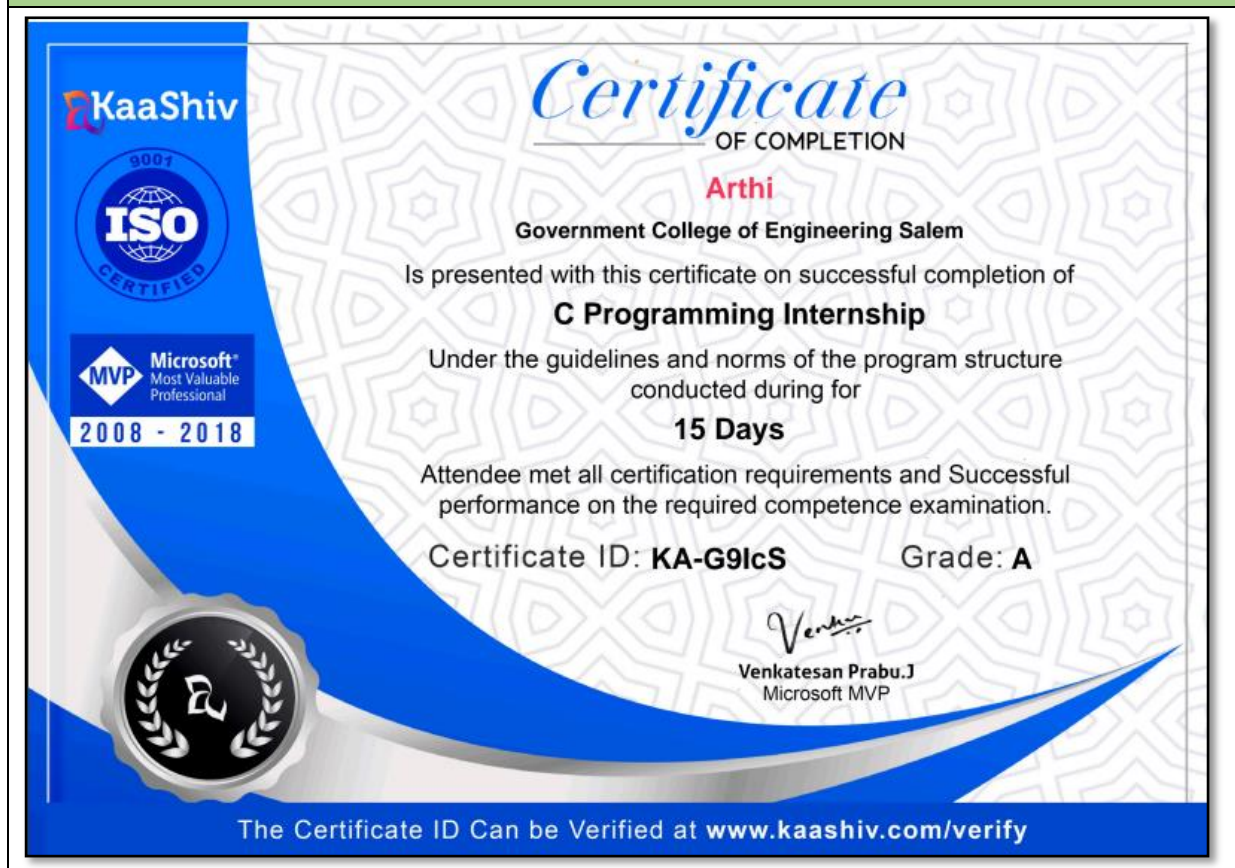 KaaShiv
9001
ISO
CERTIFIED
MVP
Microsoft®
Most Valuable
Professional
2008 - 2018
Certificate
OF COMPLETION
Arthi
Government College of Engineering Salem
Is presented with this certificate on successful completion of
C Programming Internship
Under the guidelines and norms of the program structure
conducted during for
15 Days
Attendee met all certification requirements and Successful
performance on the required competence examination.
Certificate ID: KA-G9IcS Grade: A
Venkatesan Prabu.J
Microsoft MVP
The Certificate ID Can be Verified at www.kaashiv.com/verify